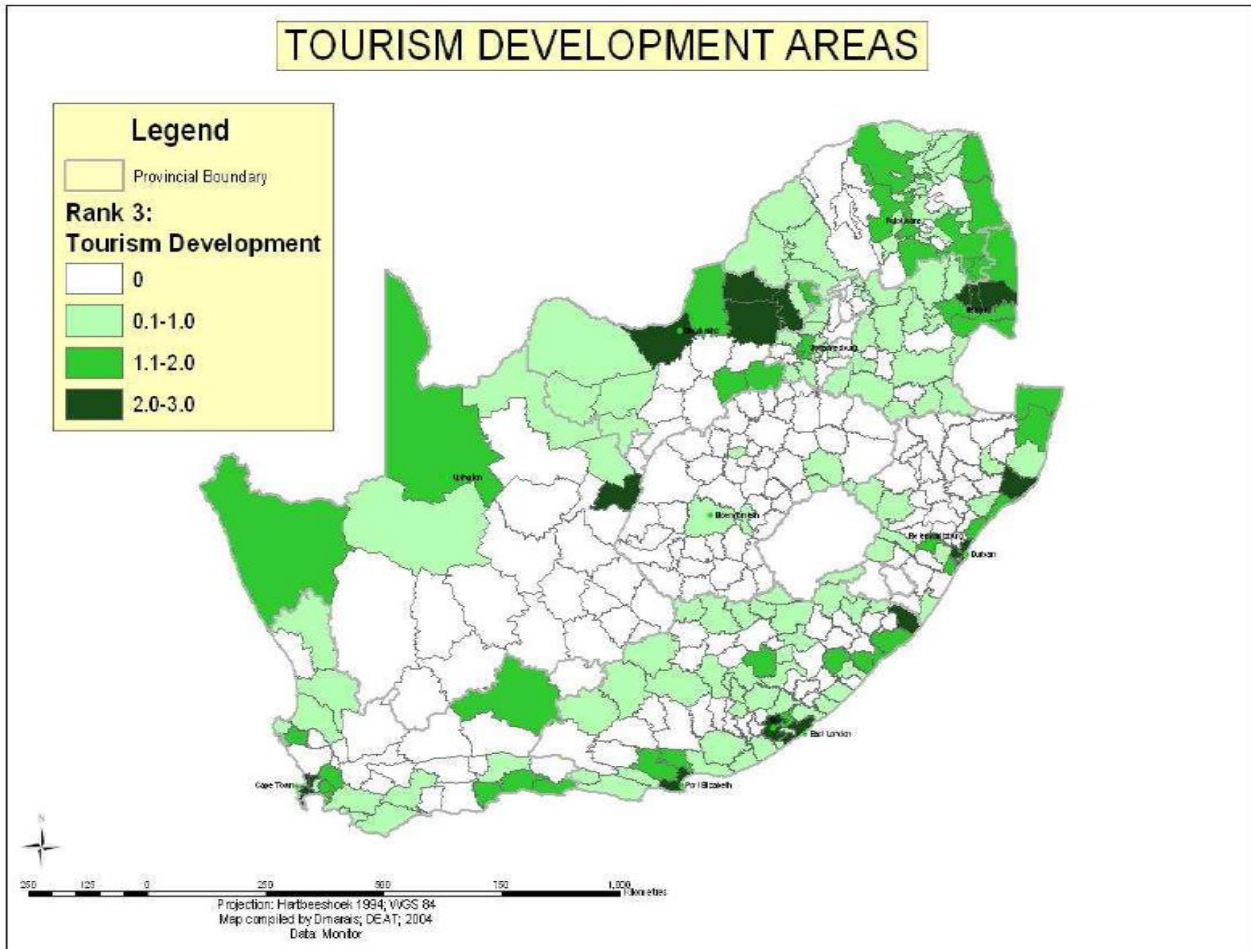 TOURISM DEVELOPMENT AREAS
Legend
Provincial Boundary
Rank 3:
Tourism Development
0
0.1-1.0
1.1-2.0
2.0-3.0
Upington
Durban
East London
Port Elizabeth
Cape Town
N
250 125 0 250 500 750 1,000
Kilometres
Projection: Hartbeeshoek 1994; WGS 84
Map compiled by Dmarais; DEAT; 2004
Data: Monitor